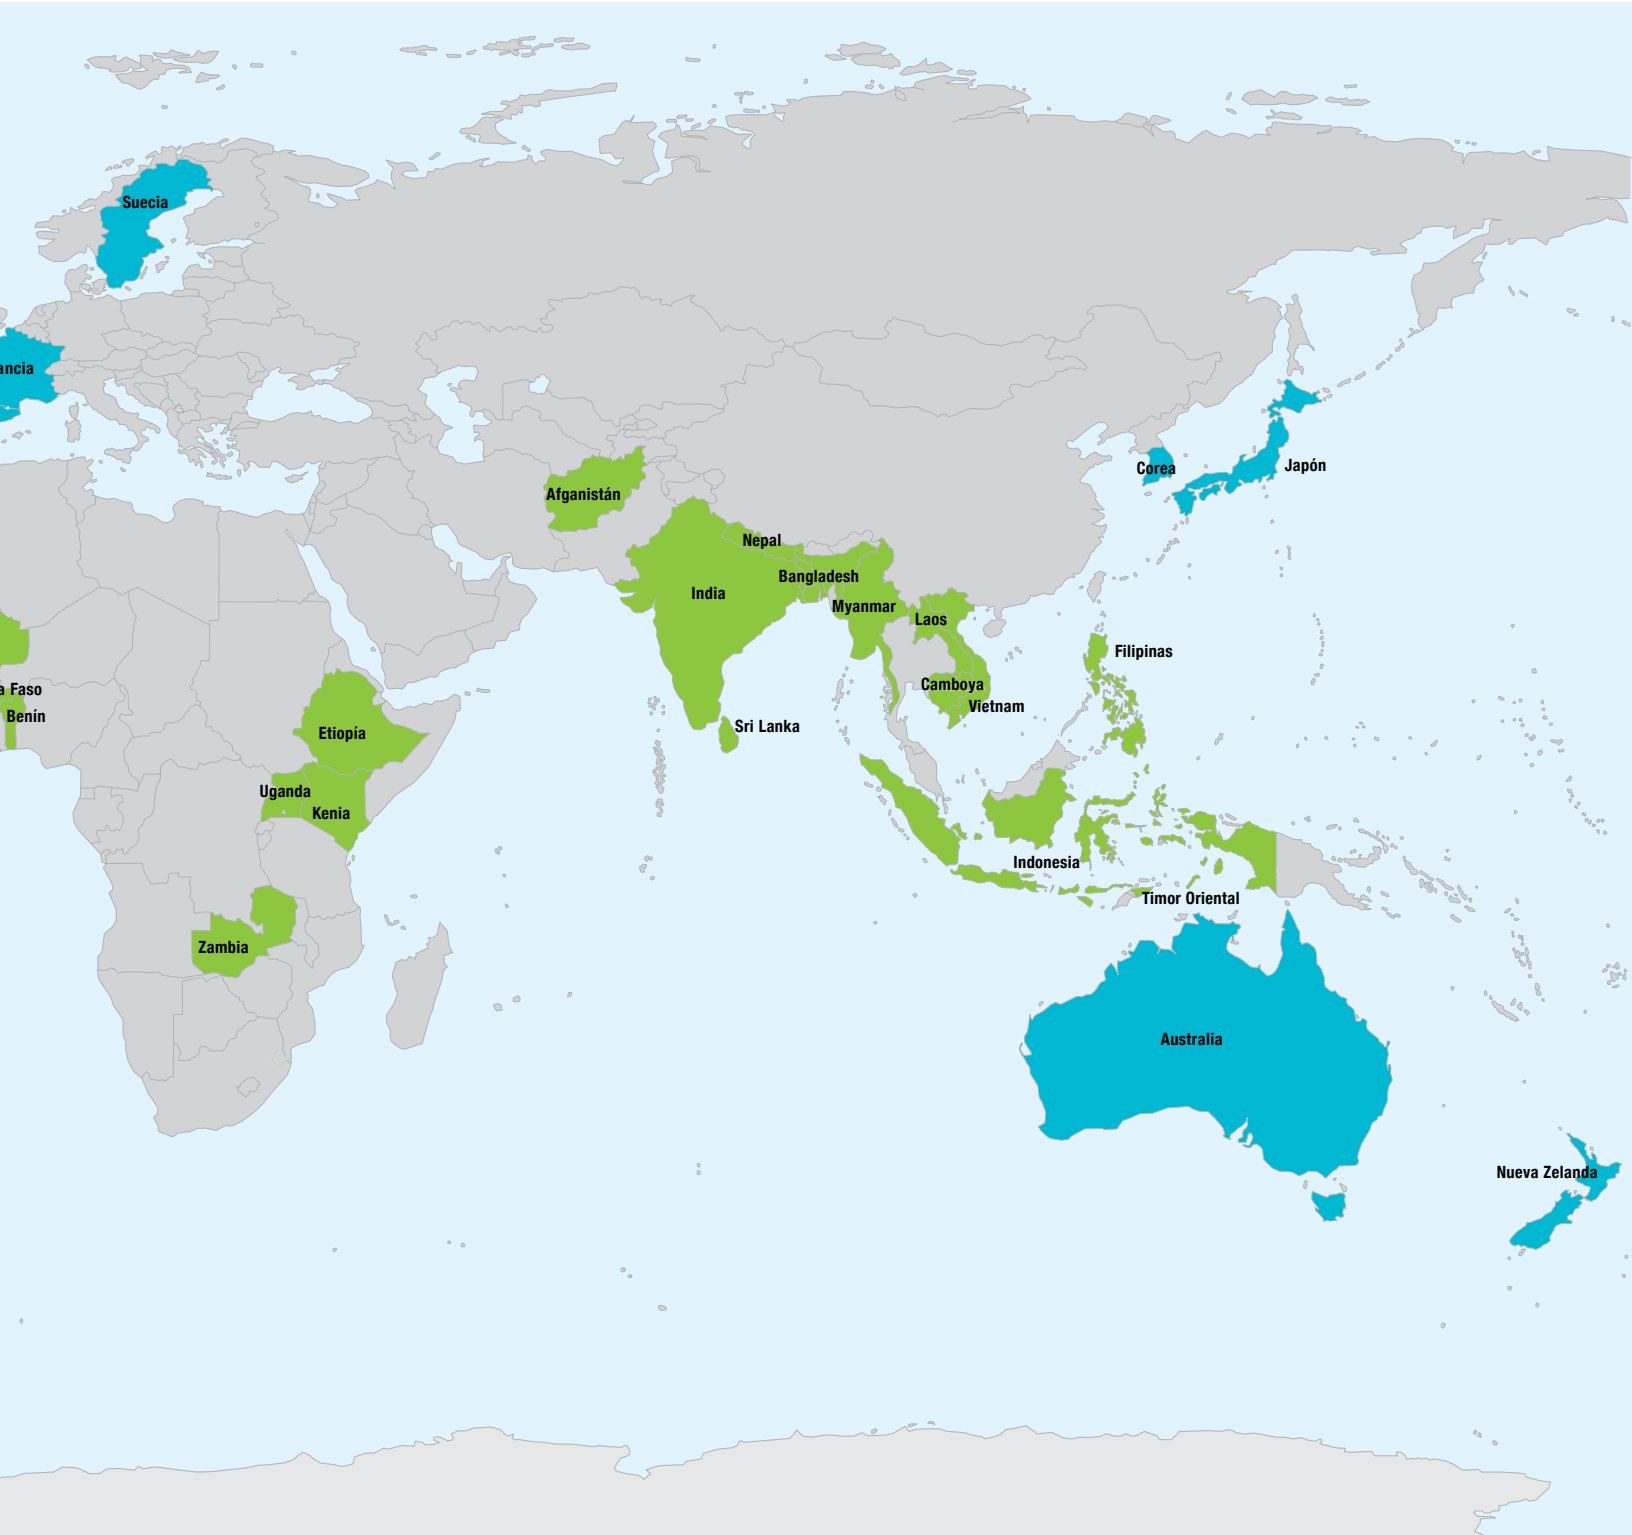 Suecia
ancia
Corea
Japón
Afganistán
Nepal
Bangladesh
India
Myanmar
Laos
Filipinas
Camboya
a Faso
Vietnam
Benín
Sri Lanka
Etiopía
Uganda
Kenia
Indonesia
Timor Oriental
Zambia
Australia
Nueva Zelanda